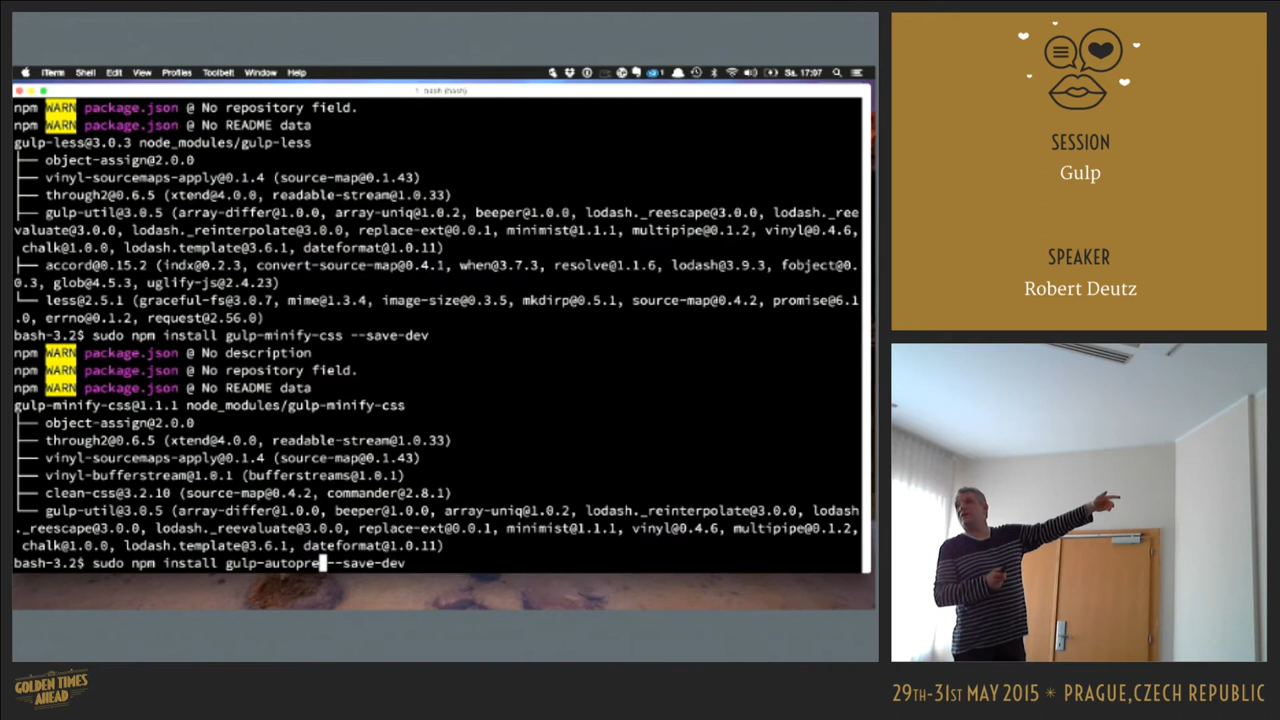 iTerm Shell Edit View Profiles Toolbelt Window Help
1 Sa. 17:07
1. bash (bash)
npm WARN package.json @ No repository field.
npm WARN package.json @ No README data
gulp-less@3.0.3 node_modules/gulp-less
├── object-assign@2.0.0
├── vinyl-sourcemaps-apply@0.1.4 (source-map@0.1.43)
├── through2@0.6.5 (xtend@4.0.0, readable-stream@1.0.33)
├── gulp-util@3.0.5 (array-differ@1.0.0, array-uniq@1.0.2, beeper@1.0.0, lodash._reescape@3.0.0, lodash._ree
valuate@3.0.0, lodash._reinterpolate@3.0.0, replace-ext@0.0.1, minimist@1.1.1, multipipe@0.1.2, vinyl@0.4.6,
chalk@1.0.0, lodash.template@3.6.1, dateformat@1.0.11)
├── accord@0.15.2 (indx@0.2.3, convert-source-map@0.4.1, when@3.7.3, resolve@1.1.6, lodash@3.9.3, fobject@0.
0.3, glob@4.5.3, uglify-js@2.4.23)
└── less@2.5.1 (graceful-fs@3.0.7, mime@1.3.4, image-size@0.3.5, mkdirp@0.5.1, source-map@0.4.2, promise@6.1
.0, errno@0.1.2, request@2.56.0)
bash-3.2$ sudo npm install gulp-minify-css --save-dev
npm WARN package.json @ No description
npm WARN package.json @ No repository field.
npm WARN package.json @ No README data
gulp-minify-css@1.1.1 node_modules/gulp-minify-css
├── object-assign@2.0.0
├── through2@0.6.5 (xtend@4.0.0, readable-stream@1.0.33)
├── vinyl-sourcemaps-apply@0.1.4 (source-map@0.1.43)
├── vinyl-bufferstream@1.0.1 (bufferstreams@1.0.1)
├── clean-css@3.2.10 (source-map@0.4.2, commander@2.8.1)
└── gulp-util@3.0.5 (array-differ@1.0.0, beeper@1.0.0, array-uniq@1.0.2, lodash._reinterpolate@3.0.0, lodash
._reescape@3.0.0, lodash._reevaluate@3.0.0, replace-ext@0.0.1, minimist@1.1.1, vinyl@0.4.6, multipipe@0.1.2,
chalk@1.0.0, lodash.template@3.6.1, dateformat@1.0.11)
bash-3.2$ sudo npm install gulp-autopre --save-dev
SESSION
Gulp
SPEAKER
Robert Deutz
GOLDEN TIMES
AHEAD
29TH-31ST MAY 2015 * PRAGUE,CZECH REPUBLIC